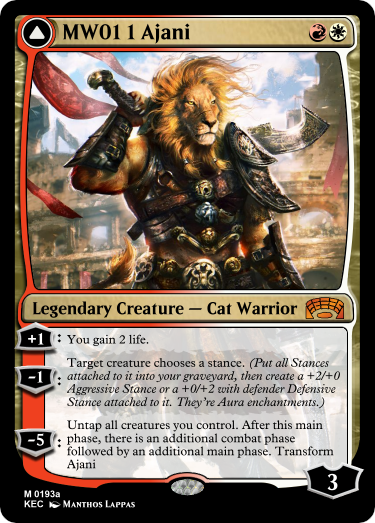 MW01 1 Ajani
Legendary Creature — Cat Warrior
+1: You gain 2 life.
-1: Target creature chooses a stance. (Put all Stances
attached to it into your graveyard, then create a +2/+0
Aggressive Stance or a +0/+2 with defender Defensive
Stance attached to it. They're Aura enchantments.)
-5: Untap all creatures you control. After this main
phase, there is an additional combat phase
followed by an additional main phase. Transform
Ajani
3
M 0193a
KEC Manthos Lappas